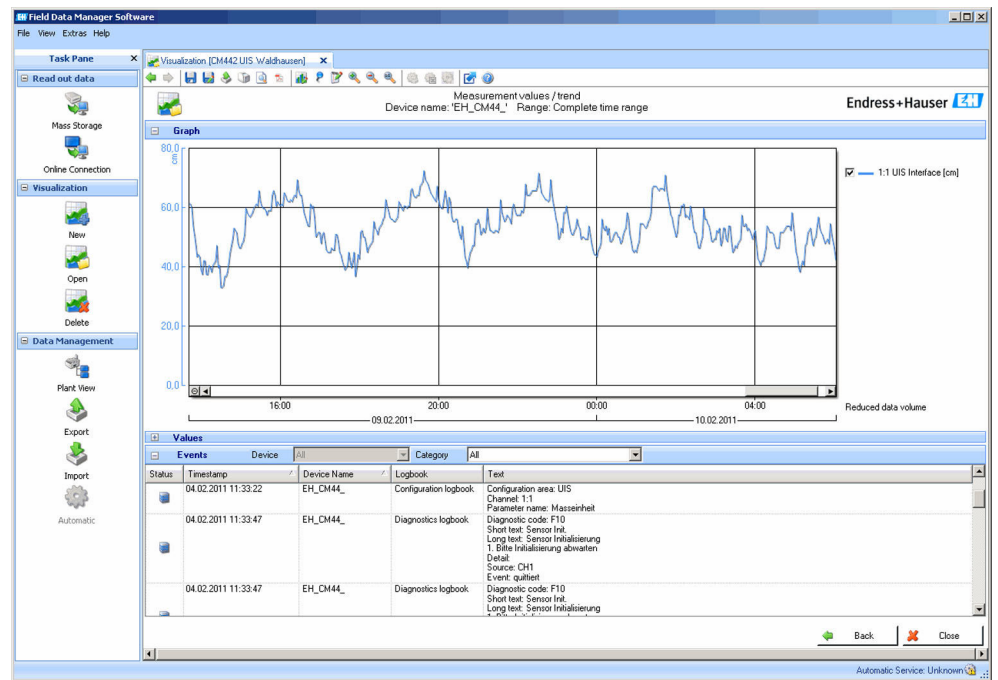 Field Data Manager Software
File View Extras Help
Task Pane
Visualization [CM442 UIS Waldhausen]
Read out data
Mass Storage
Online Connection
Visualization
New
Open
Delete
Data Management
Plant View
Export
Import
Automatic
Measurement values / trend
Device name: 'EH_CM44_' Range: Complete time range
Endress+Hauser EH
Graph
80,0
cm
60,0
40,0
20,0
0,0
1:1 UIS Interface [cm]
16:00 20:00 00:00 04:00
09.02.2011 10.02.2011
Reduced data volume
Values
Events Device All Category All
Status Timestamp Device Name Logbook Text
04.02.2011 11:33:22 EH_CM44_ Configuration logbook Configuration area: UIS
Channel: 1:1
Parameter name: Masseinheit
04.02.2011 11:33:47 EH_CM44_ Diagnostics logbook Diagnostic code: F10
Short text: Sensor Init.
Long text: Sensor Initialisierung
1. Bitte Initialisierung abwarten
Detail:
Source: CH1
Event: quittiert
04.02.2011 11:33:47 EH_CM44_ Diagnostics logbook Diagnostic code: F10
Short text: Sensor Init.
Long text: Sensor Initialisierung
Back Close
Automatic Service: Unknown